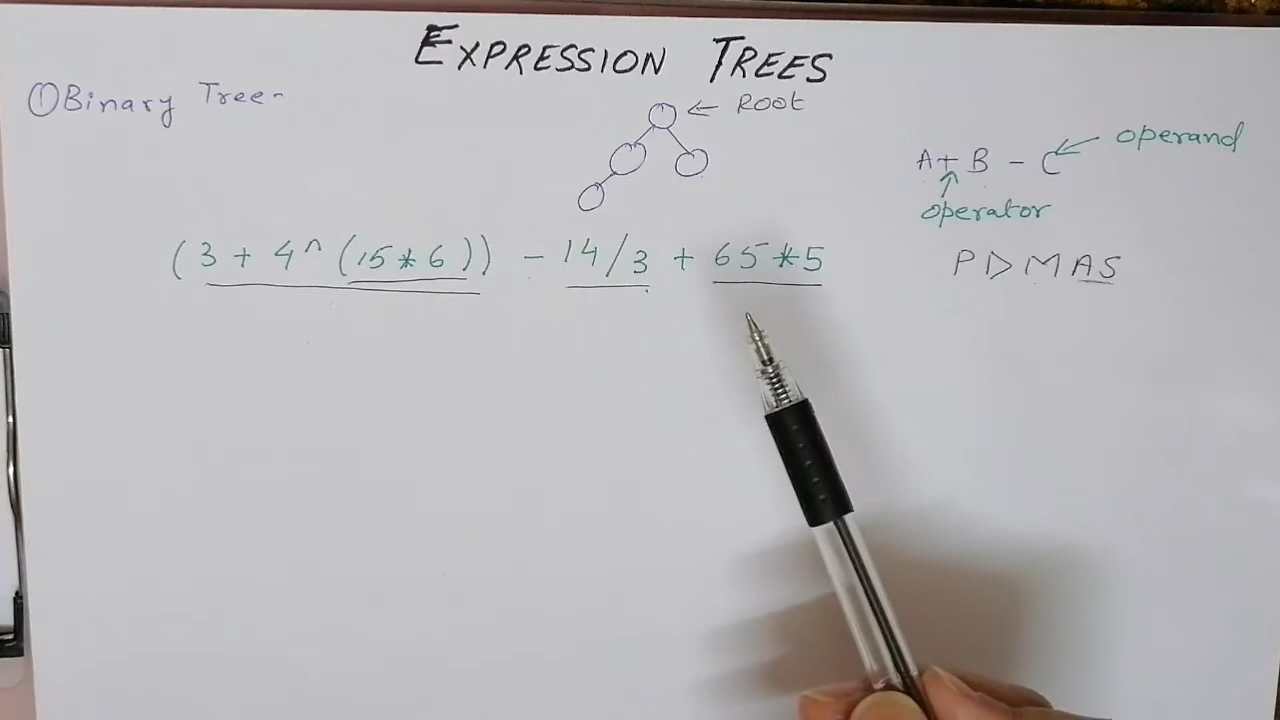 EXPRESSION TREES
① Binary Tree-
← ROOT
A + B - C ← operand
↑
operator
(3 + 4 ^ (15 * 6)) - 14 / 3 + 65 * 5
PDMAS